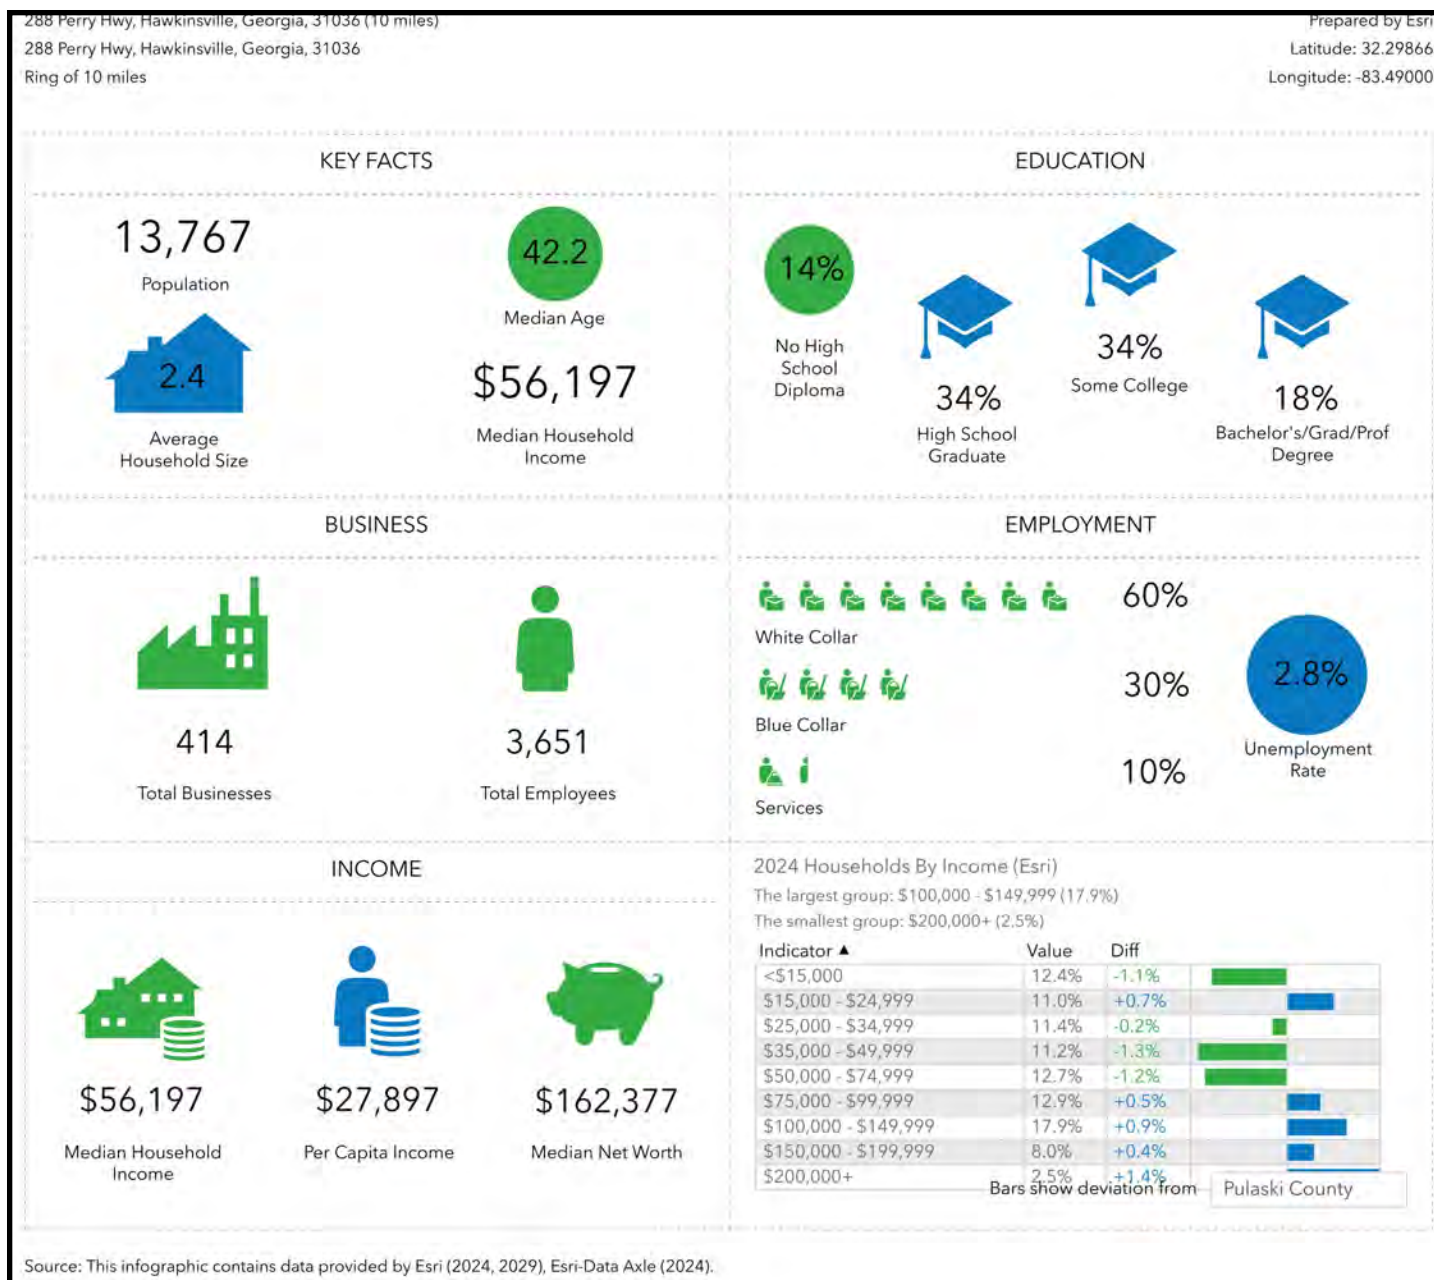 288 Perry Hwy, Hawkinsville, Georgia, 31036 (10 miles)
Prepared by Esri
288 Perry Hwy, Hawkinsville, Georgia, 31036
Latitude: 32.29866
Ring of 10 miles
Longitude: -83.49000
KEY FACTS
13,767
Population
42.2
Median Age
2.4
Average
Household Size
$56,197
Median Household
Income
EDUCATION
14%
No High
School
Diploma
34%
High School
Graduate
34%
Some College
18%
Bachelor's/Grad/Prof
Degree
BUSINESS
414
Total Businesses
3,651
Total Employees
EMPLOYMENT
60%
White Collar
30%
Blue Collar
10%
Services
2.8%
Unemployment
Rate
INCOME
$56,197
Median Household
Income
$27,897
Per Capita Income
$162,377
Median Net Worth
2024 Households By Income (Esri)
The largest group: $100,000 - $149,999 (17.9%)
The smallest group: $200,000+ (2.5%)
Indicator ▲ Value Diff
<$15,000 12.4% -1.1%
$15,000 - $24,999 11.0% +0.7%
$25,000 - $34,999 11.4% -0.2%
$35,000 - $49,999 11.2% -1.3%
$50,000 - $74,999 12.7% -1.2%
$75,000 - $99,999 12.9% +0.5%
$100,000 - $149,999 17.9% +0.9%
$150,000 - $199,999 8.0% +0.4%
$200,000+ 2.5% +1.4%
Bars show deviation from Pulaski County
Source: This infographic contains data provided by Esri (2024, 2029), Esri-Data Axle (2024).